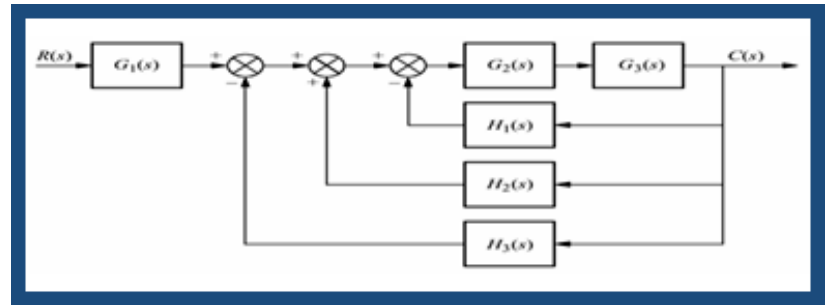 R(s) G₁(s) + − + + + − G₂(s) G₃(s) C(s)
H₁(s)
H₂(s)
H₃(s)